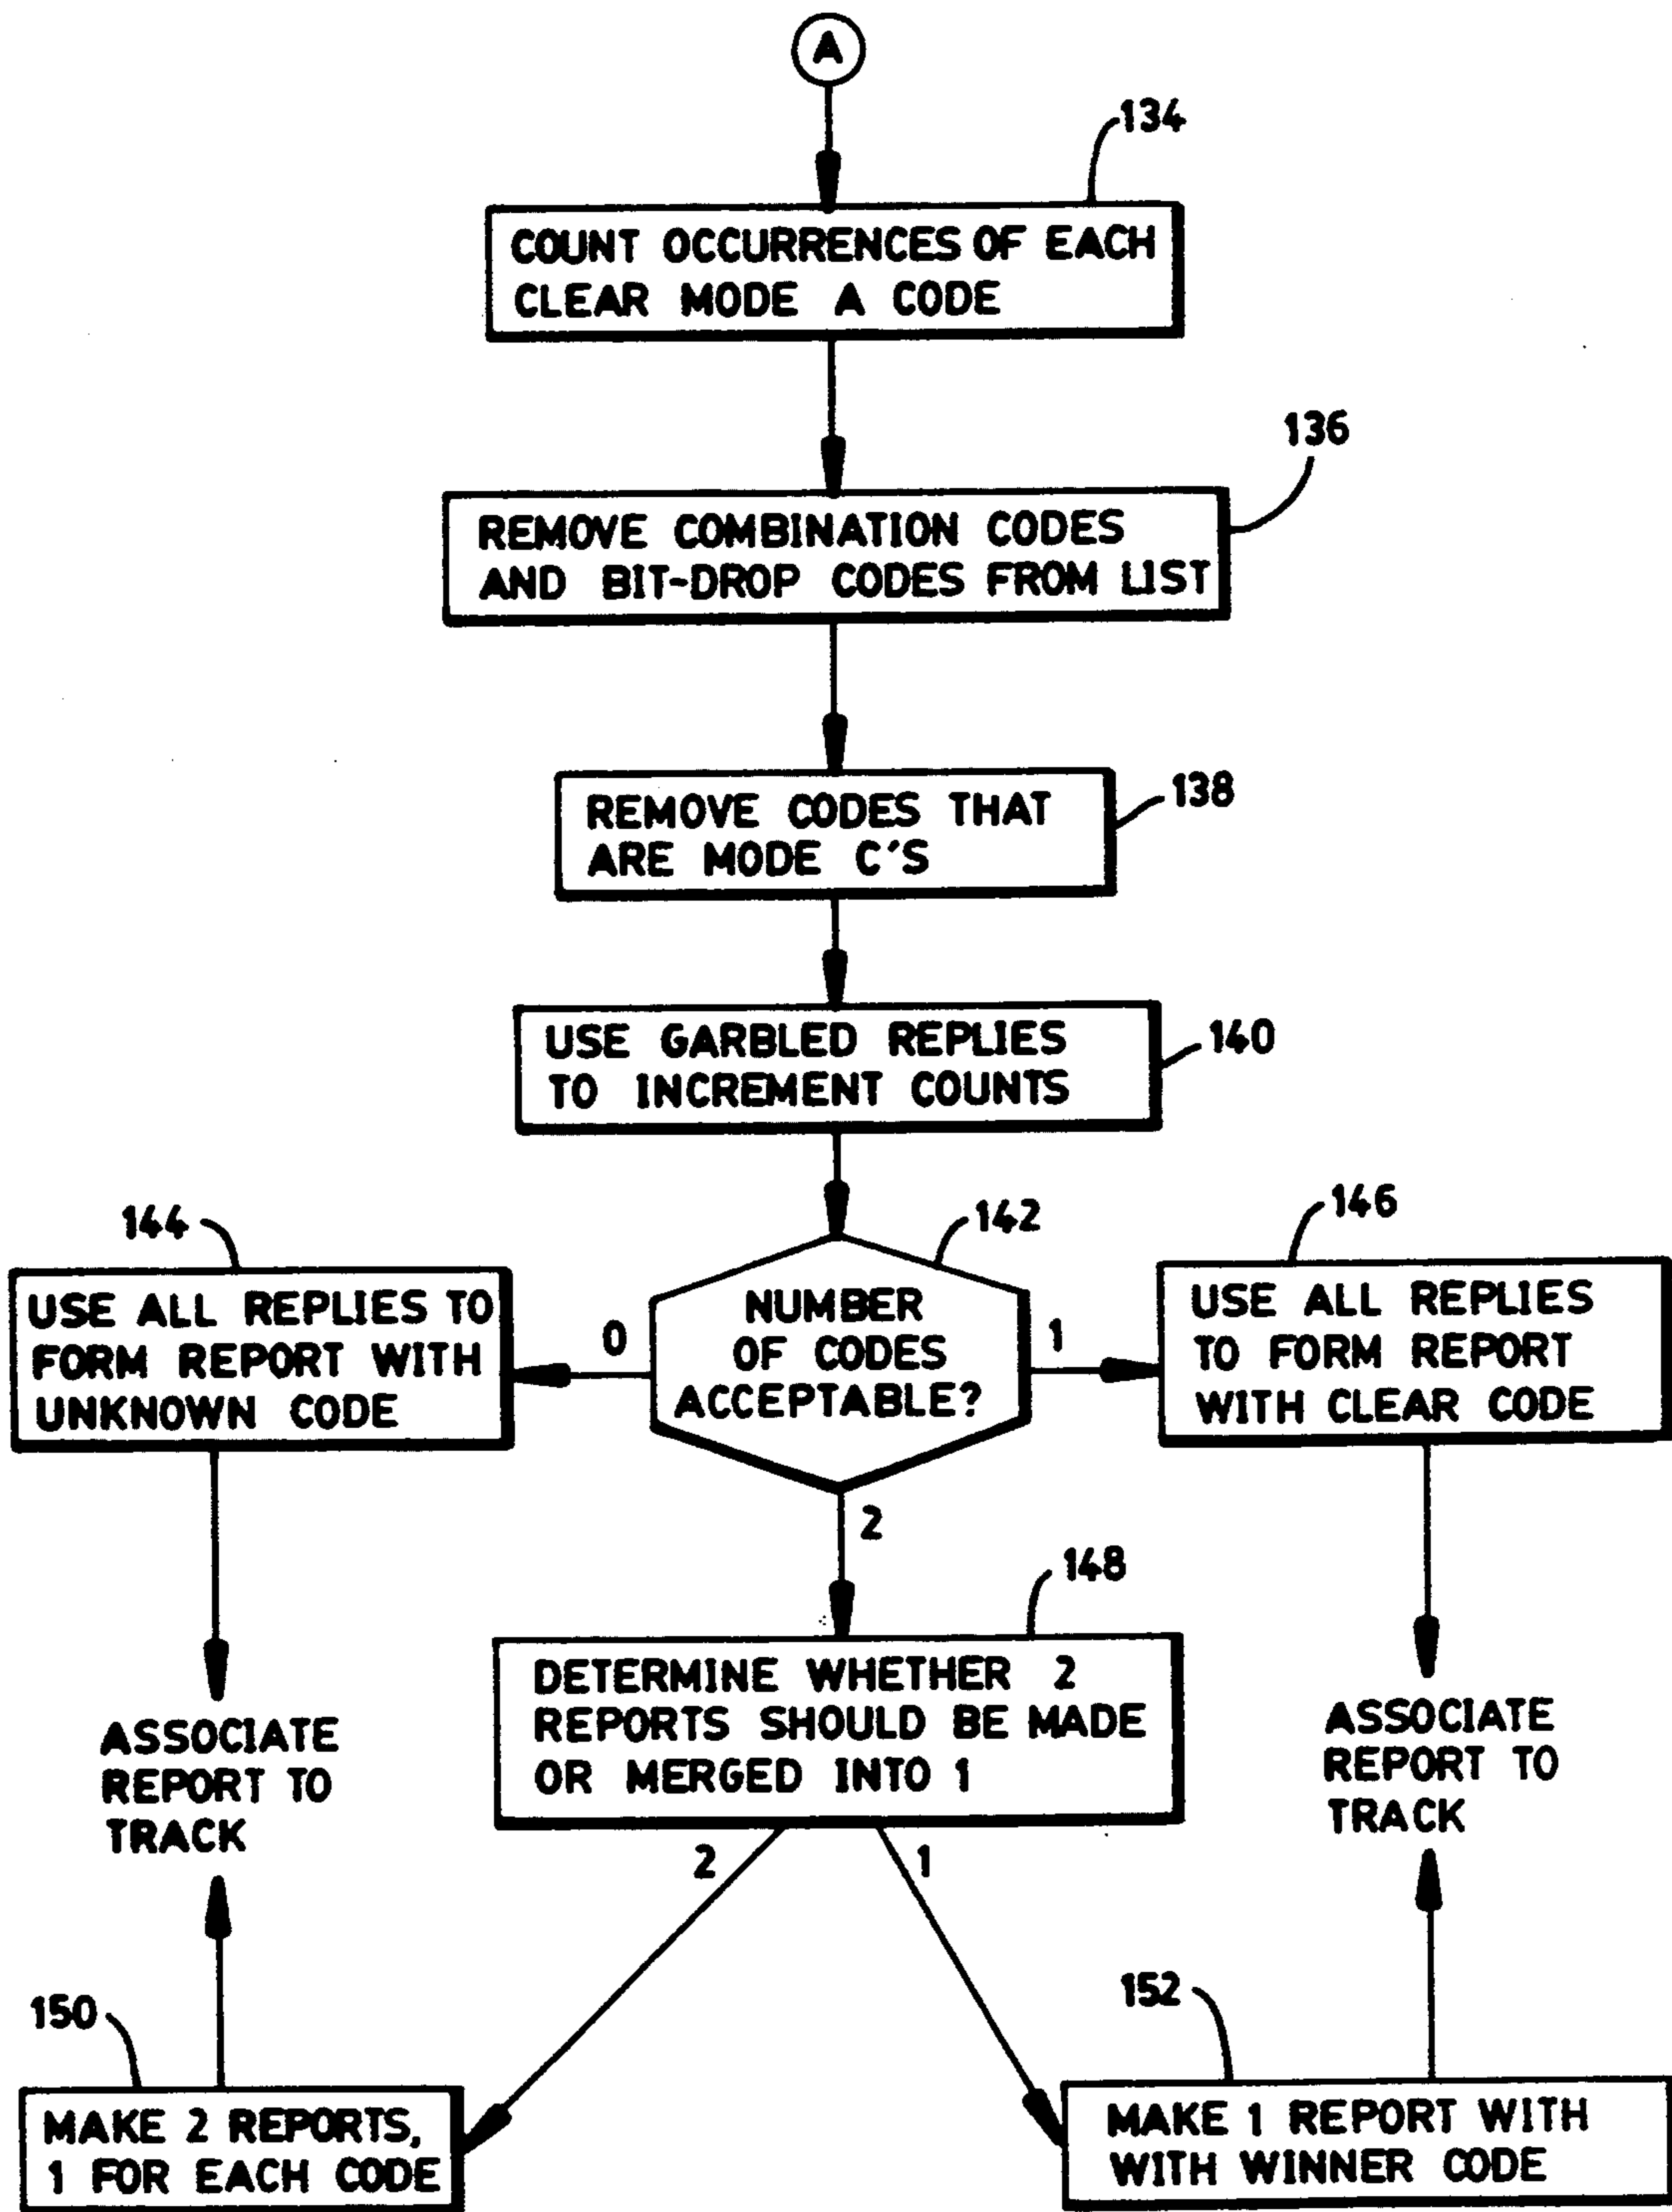 A
134
COUNT OCCURRENCES OF EACH
CLEAR MODE A CODE
136
REMOVE COMBINATION CODES
AND BIT-DROP CODES FROM LIST
138
REMOVE CODES THAT
ARE MODE C'S
140
USE GARBLED REPLIES
TO INCREMENT COUNTS
144
142
146
USE ALL REPLIES TO
FORM REPORT WITH
UNKNOWN CODE
0
NUMBER
OF CODES
ACCEPTABLE?
1
USE ALL REPLIES
TO FORM REPORT
WITH CLEAR CODE
2
148
DETERMINE WHETHER 2
REPORTS SHOULD BE MADE
OR MERGED INTO 1
ASSOCIATE
REPORT TO
TRACK
ASSOCIATE
REPORT TO
TRACK
2
1
150
152
MAKE 2 REPORTS,
1 FOR EACH CODE
MAKE 1 REPORT WITH
WITH WINNER CODE